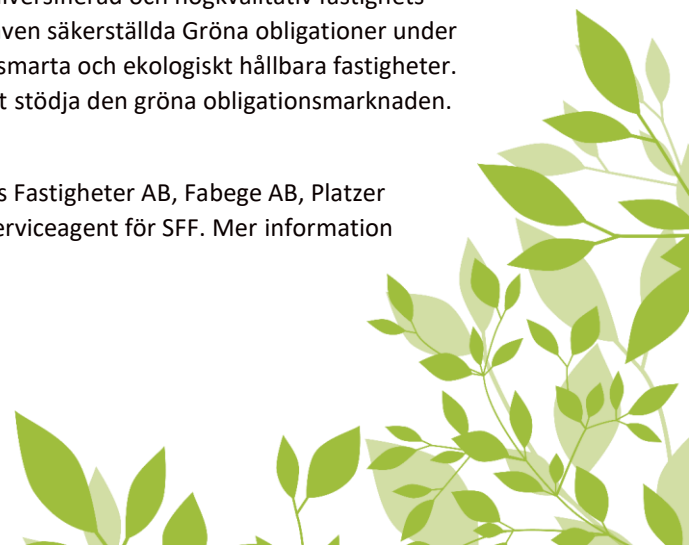 ven säkerställda Gröna obligationer under
smarta och ekologiskt hållbara fastigheter.
t stödja den gröna obligationsmarknaden.
s Fastigheter AB, Fabege AB, Platzer
erviceagent för SFF. Mer information